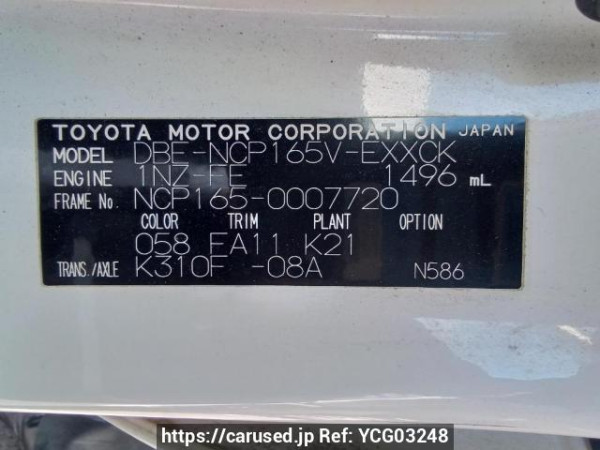 TOYOTA MOTOR CORPORATION JAPAN
MODEL DBE-NCP165V-EXXCK
ENGINE 1NZ-FE 1496 mL
FRAME No. NCP165-0007720
COLOR TRIM PLANT OPTION
058 FA11 K21
TRANS./AXLE K310F -08A N586
https://carused.jp Ref: YCG03248